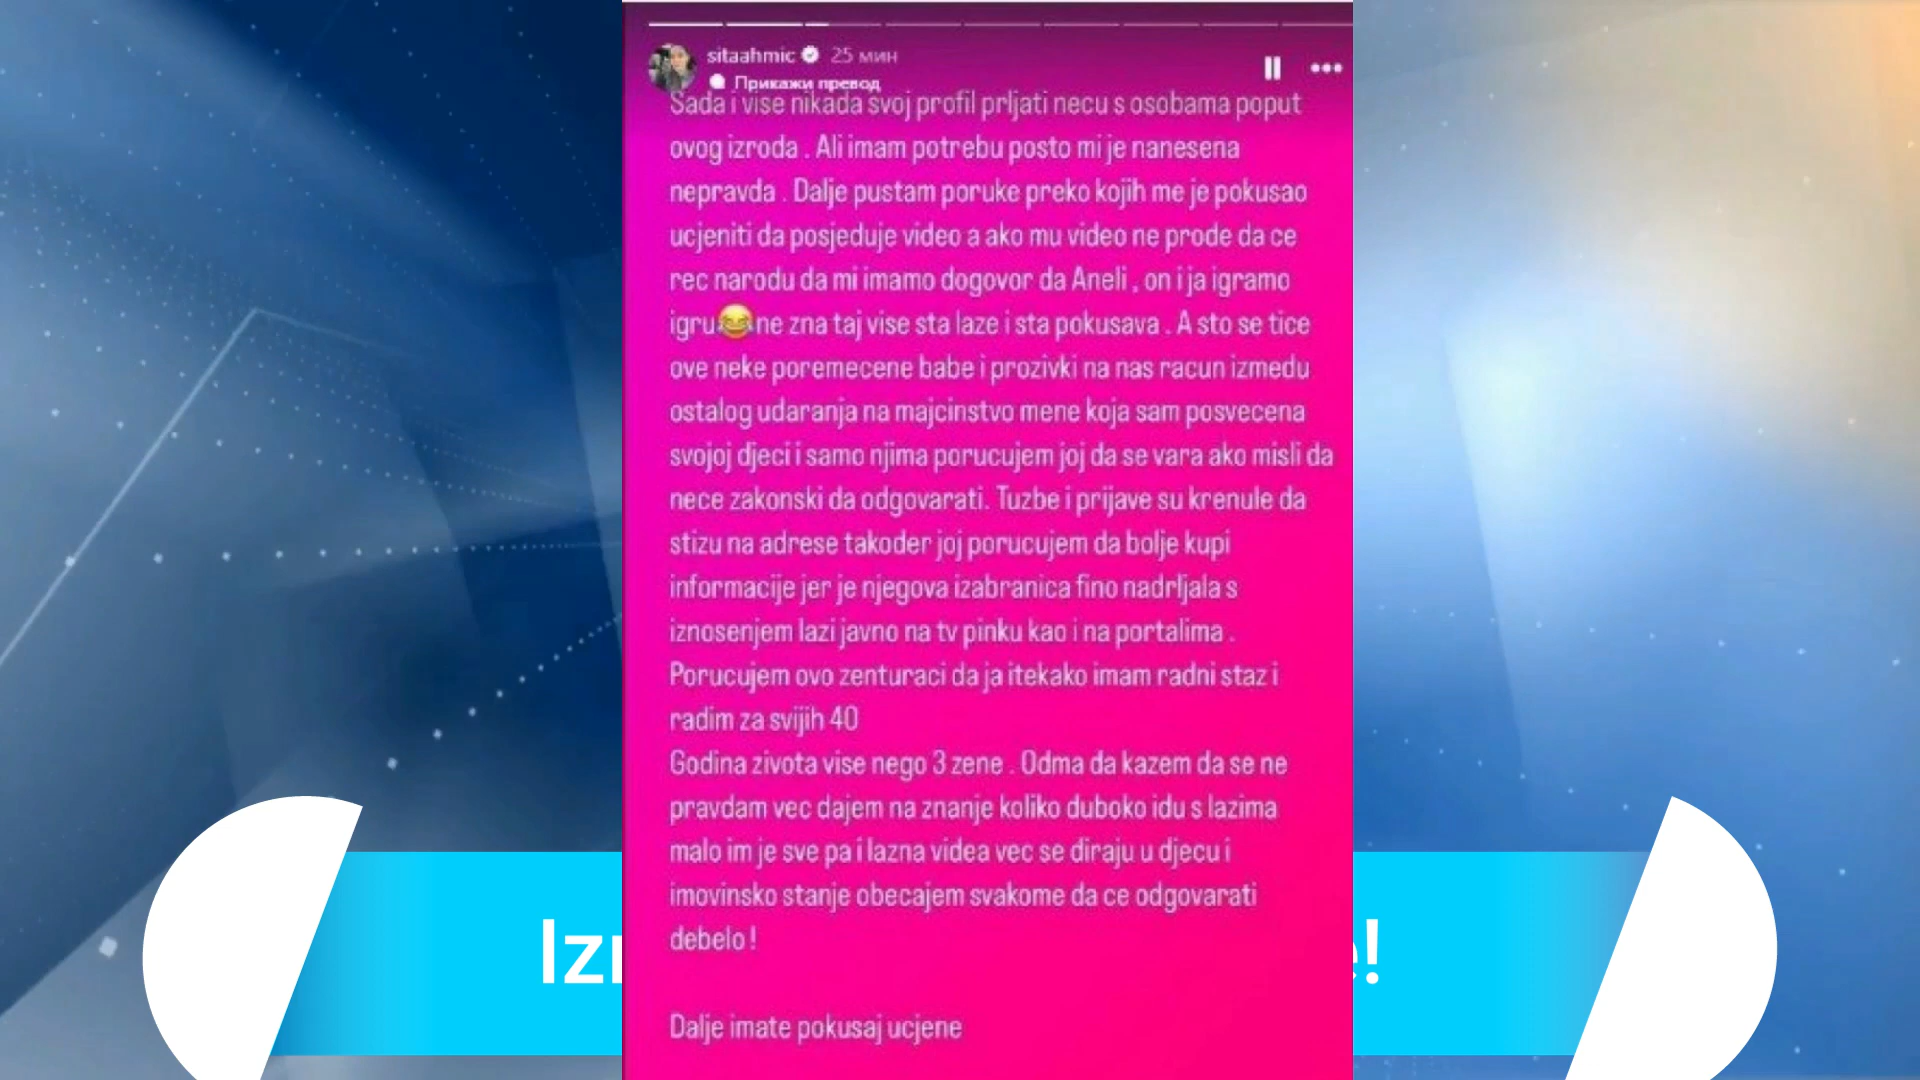 sitaahmic 25 мин
Прикажи превод
Sada i vise nikada svoj profil prljati necu s osobama poput
ovog izroda . Ali imam potrebu posto mi je nanesena
nepravda . Dalje pustam poruke preko kojih me je pokusao
ucjeniti da posjeduje video a ako mu video ne prode da ce
rec narodu da mi imamo dogovor da Aneli , on i ja igramo
igru😂ne zna taj vise sta laze i sta pokusava . A sto se tice
ove neke poremecene babe i prozivki na nas racun izmedu
ostalog udaranja na majcinstvo mene koja sam posvecena
svojoj djeci i samo njima porucujem joj da se vara ako misli da
nece zakonski da odgovarati. Tuzbe i prijave su krenule da
stizu na adrese takoder joj porucujem da bolje kupi
informacije jer je njegova izabranica fino nadrljala s
iznosenjem lazi javno na tv pinku kao i na portalima .
Porucujem ovo zenturaci da ja itekako imam radni staz i
radim za svijih 40
Godina zivota vise nego 3 zene . Odma da kazem da se ne
pravdam vec dajem na znanje koliko duboko idu s lazima
malo im je sve pa i lazna videa vec se diraju u djecu i
imovinsko stanje obecajem svakome da ce odgovarati
debelo !
Dalje imate pokusaj ucjene